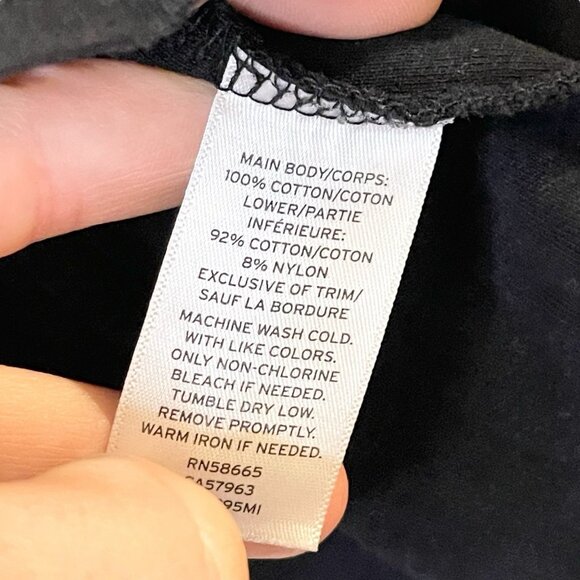 MAIN BODY/CORPS:
100% COTTON/COTON
LOWER/PARTIE
INFÉRIEURE:
92% COTTON/COTON
8% NYLON
EXCLUSIVE OF TRIM/
SAUF LA BORDURE
MACHINE WASH COLD.
WITH LIKE COLORS.
ONLY NON-CHLORINE
BLEACH IF NEEDED.
TUMBLE DRY LOW.
REMOVE PROMPTLY.
WARM IRON IF NEEDED.
RN58665